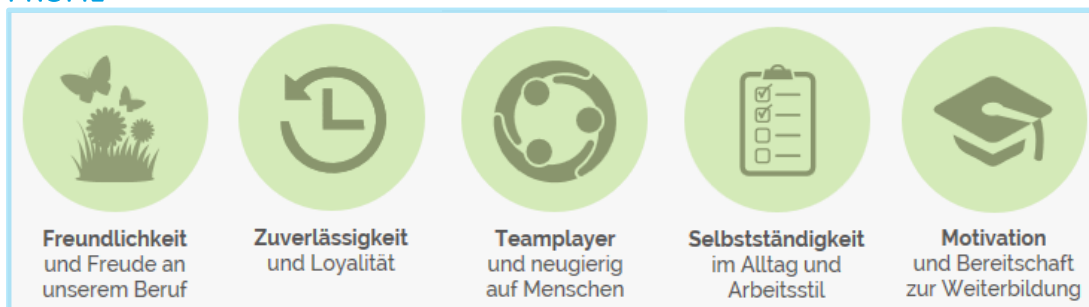 Freundlichkeit
und Freude an
unserem Beruf
Zuverlässigkeit
und Loyalität
Teamplayer
und neugierig
auf Menschen
Selbstständigkeit
im Alltag und
Arbeitsstil
Motivation
und Bereitschaft
zur Weiterbildung